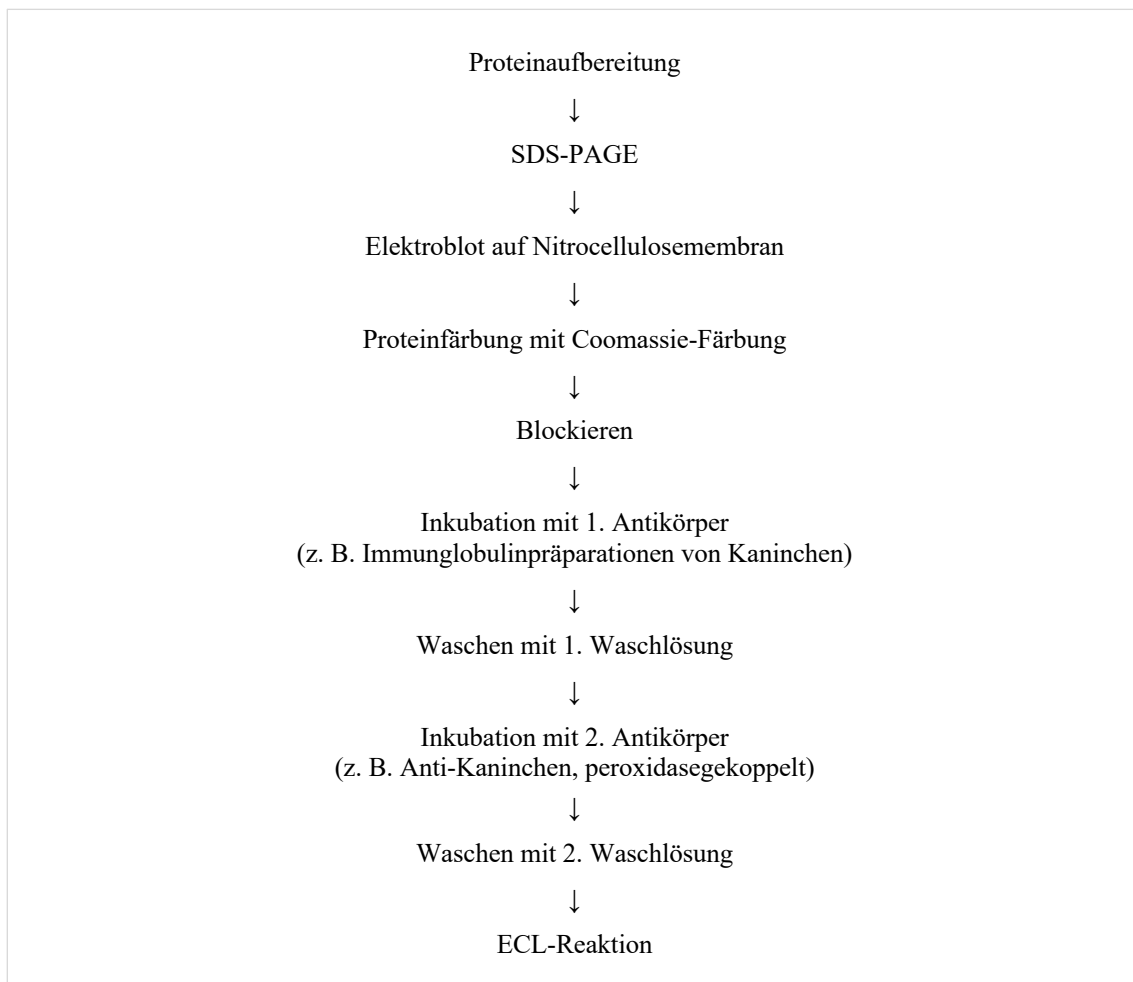 Proteinaufbereitung
↓
SDS-PAGE
↓
Elektroblot auf Nitrocellulosemembran
↓
Proteinfärbung mit Coomassie-Färbung
↓
Blockieren
↓
Inkubation mit 1. Antikörper
(z. B. Immunglobulinpräparationen von Kaninchen)
↓
Waschen mit 1. Waschlösung
↓
Inkubation mit 2. Antikörper
(z. B. Anti-Kaninchen, peroxidasegekoppelt)
↓
Waschen mit 2. Waschlösung
↓
ECL-Reaktion